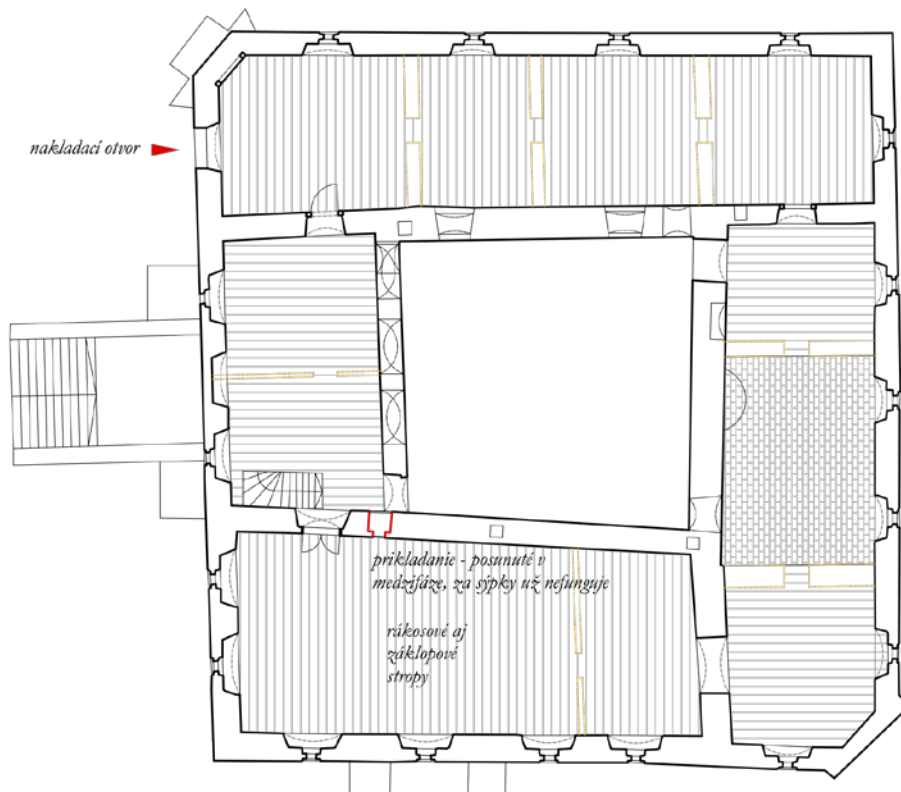 nakladací otvor
prikladanie - posunuté v
medzifáze, za sýpky už nefunguje
rákosové aj
záklopové
stropy